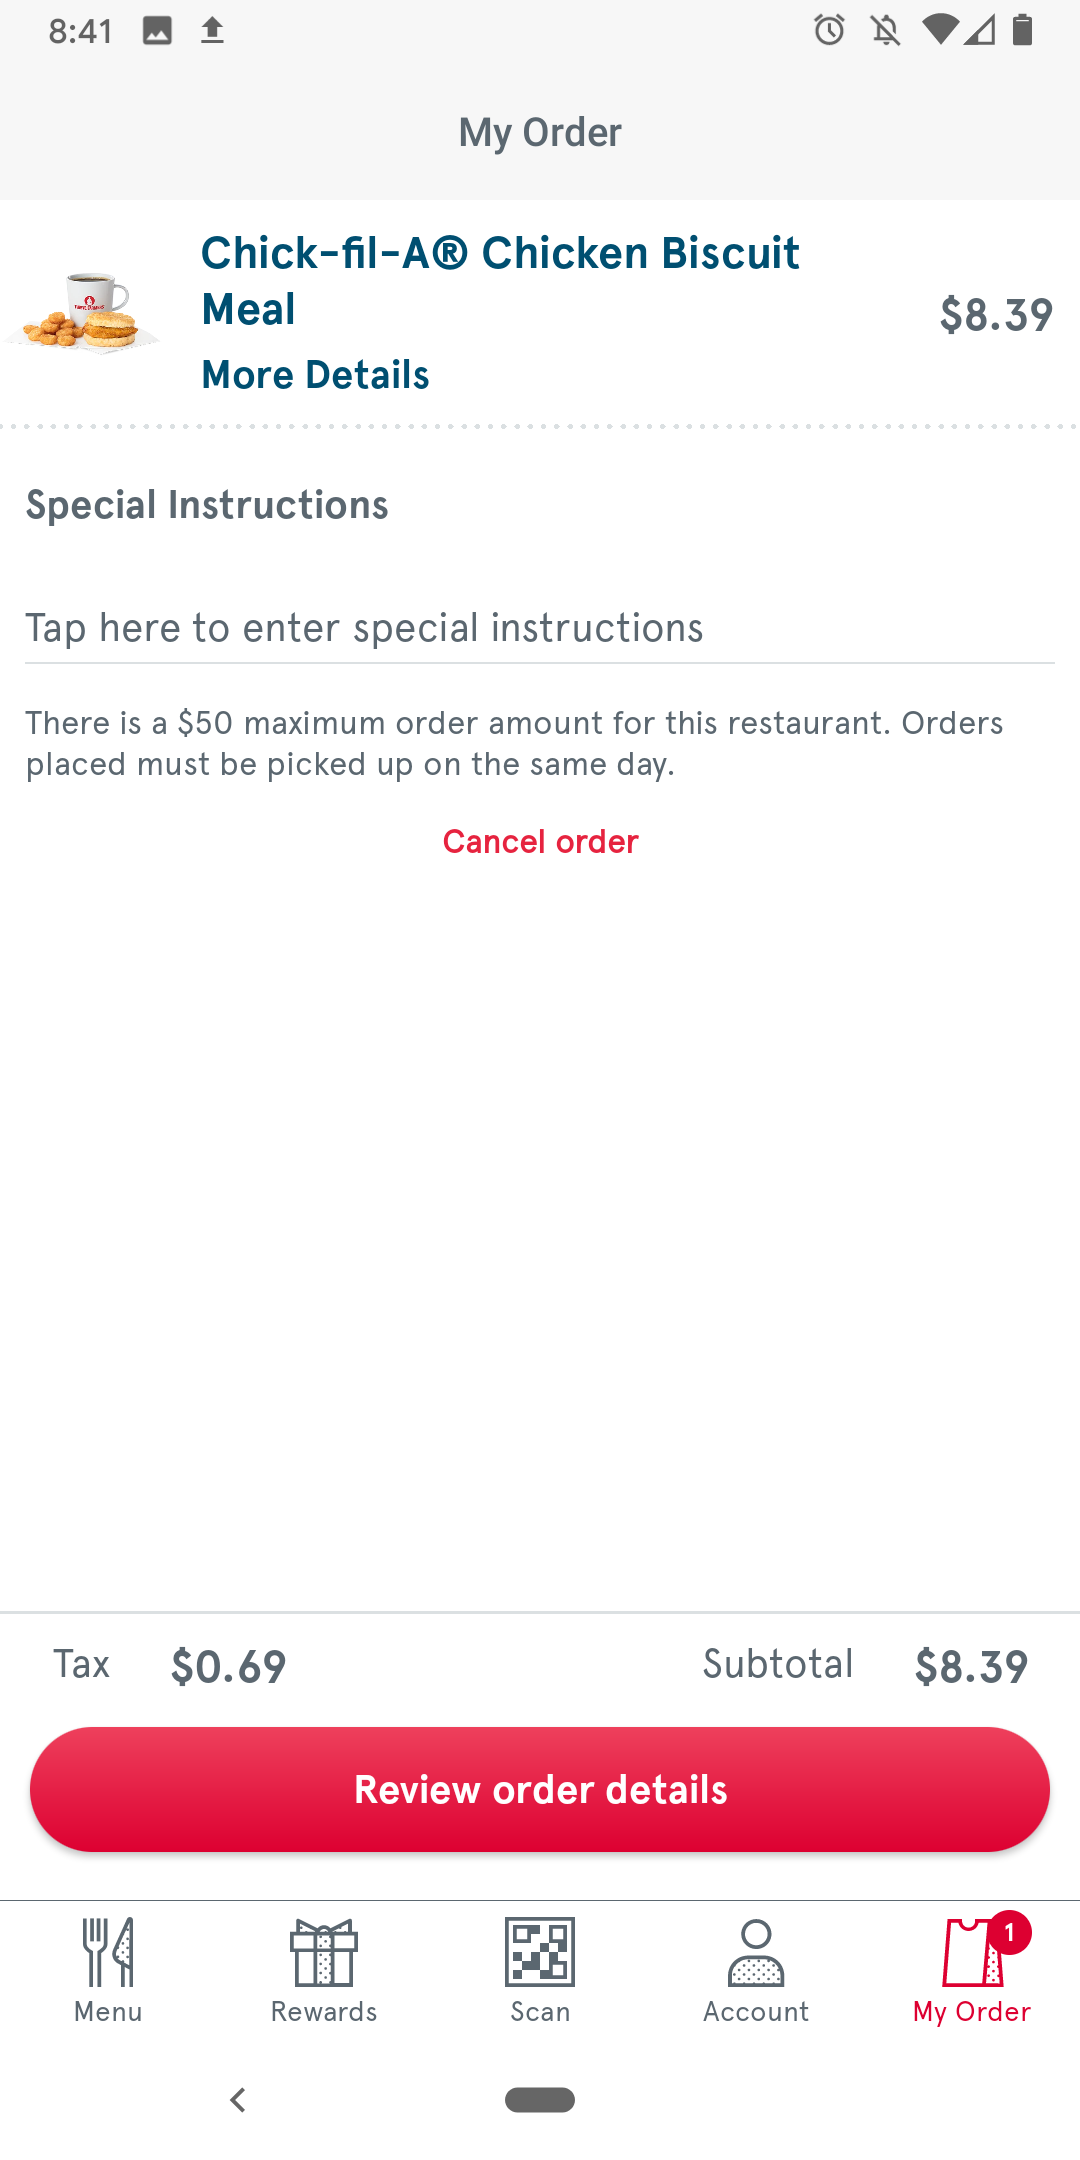 8:41
My Order
Chick-fil-A® Chicken Biscuit
Meal
$8.39
More Details
Special Instructions
Tap here to enter special instructions
There is a $50 maximum order amount for this restaurant. Orders
placed must be picked up on the same day.
Cancel order
Tax $0.69 Subtotal $8.39
Review order details
1
Menu Rewards Scan Account My Order